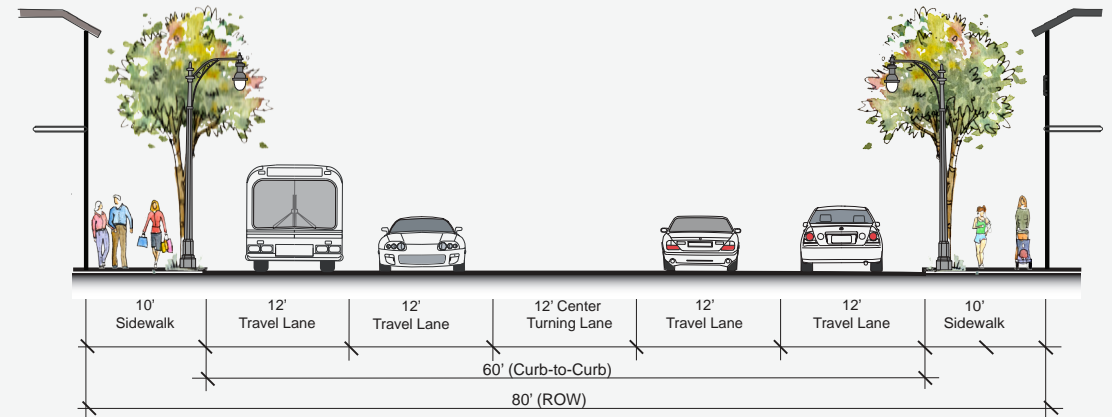 10’
Sidewalk
12’
Travel Lane
12’
Travel Lane
12’ Center
Turning Lane
12’
Travel Lane
12’
Travel Lane
10’
Sidewalk
60’ (Curb-to-Curb)
80’ (ROW)